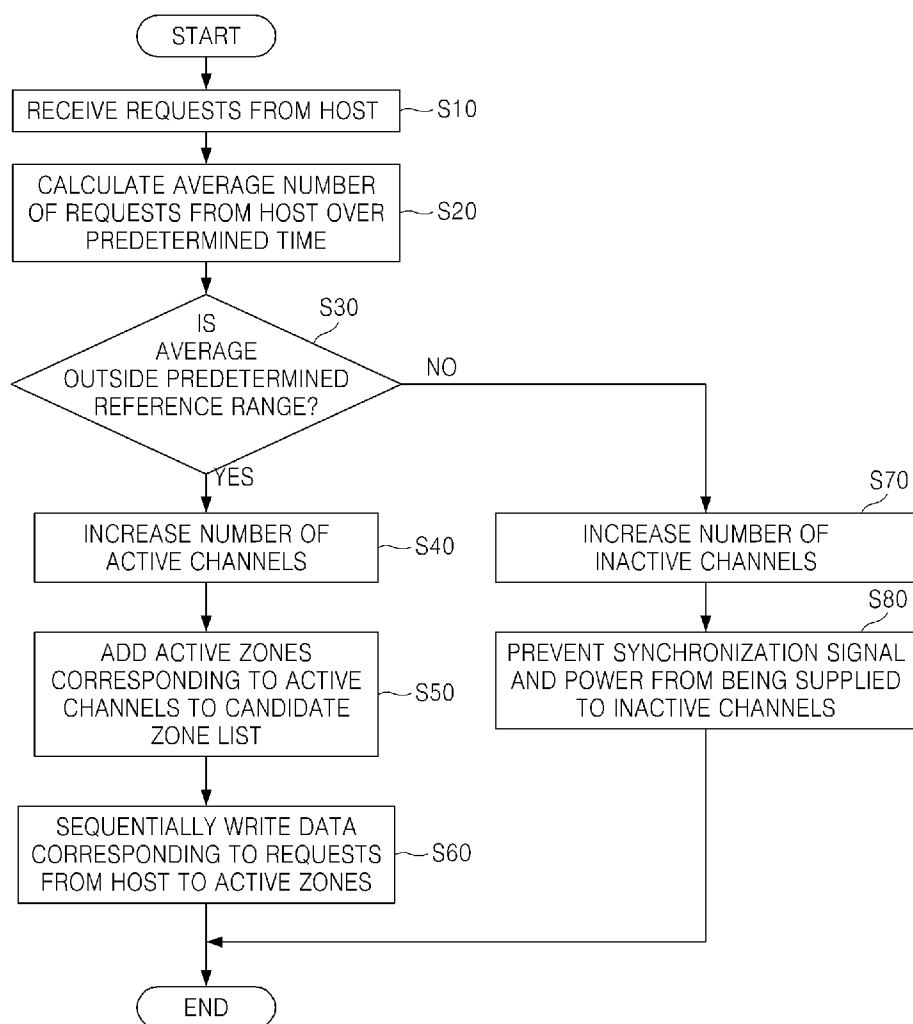 START
RECEIVE REQUESTS FROM HOST
S10
CALCULATE AVERAGE NUMBER
OF REQUESTS FROM HOST OVER
PREDETERMINED TIME
S20
S30
IS
AVERAGE
OUTSIDE PREDETERMINED
REFERENCE RANGE?
NO
YES
INCREASE NUMBER OF
ACTIVE CHANNELS
S40
ADD ACTIVE ZONES
CORRESPONDING TO ACTIVE
CHANNELS TO CANDIDATE
ZONE LIST
S50
SEQUENTIALLY WRITE DATA
CORRESPONDING TO REQUESTS
FROM HOST TO ACTIVE ZONES
S60
S70
INCREASE NUMBER OF
INACTIVE CHANNELS
S80
PREVENT SYNCHRONIZATION SIGNAL
AND POWER FROM BEING SUPPLIED
TO INACTIVE CHANNELS
END